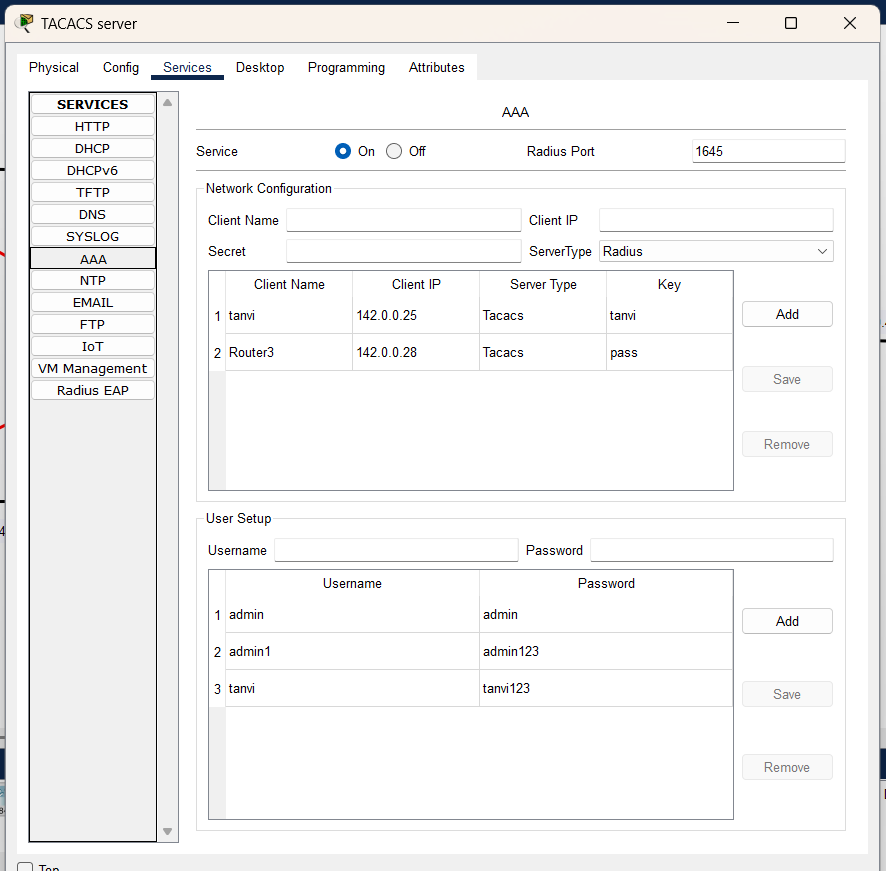 TACACS server
Physical Config Services Desktop Programming Attributes
SERVICES
HTTP
DHCP
DHCPv6
TFTP
DNS
SYSLOG
AAA
NTP
EMAIL
FTP
IoT
VM Management
Radius EAP
AAA
Service On Off Radius Port 1645
Network Configuration
Client Name Client IP
Secret ServerType Radius
Client Name Client IP Server Type Key
1 tanvi 142.0.0.25 Tacacs tanvi
2 Router3 142.0.0.28 Tacacs pass
Add
Save
Remove
User Setup
Username Password
Username Password
1 admin admin
2 admin1 admin123
3 tanvi tanvi123
Add
Save
Remove
Top